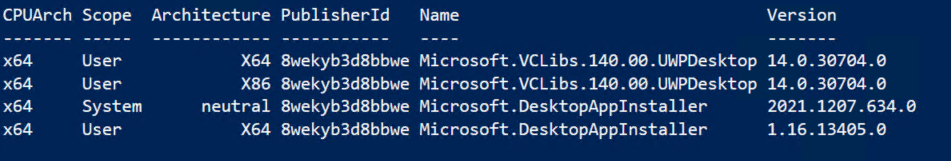 CPUArch Scope  Architecture PublisherId   Name                            Version
------- -----  ------------ -----------   ----                            -------
x64     User            X64 8wekyb3d8bbwe Microsoft.VCLibs.140.00.UWPDesktop 14.0.30704.0
x64     User            X86 8wekyb3d8bbwe Microsoft.VCLibs.140.00.UWPDesktop 14.0.30704.0
x64     System      neutral 8wekyb3d8bbwe Microsoft.DesktopAppInstaller   2021.1207.634.0
x64     User            X64 8wekyb3d8bbwe Microsoft.DesktopAppInstaller   1.16.13405.0